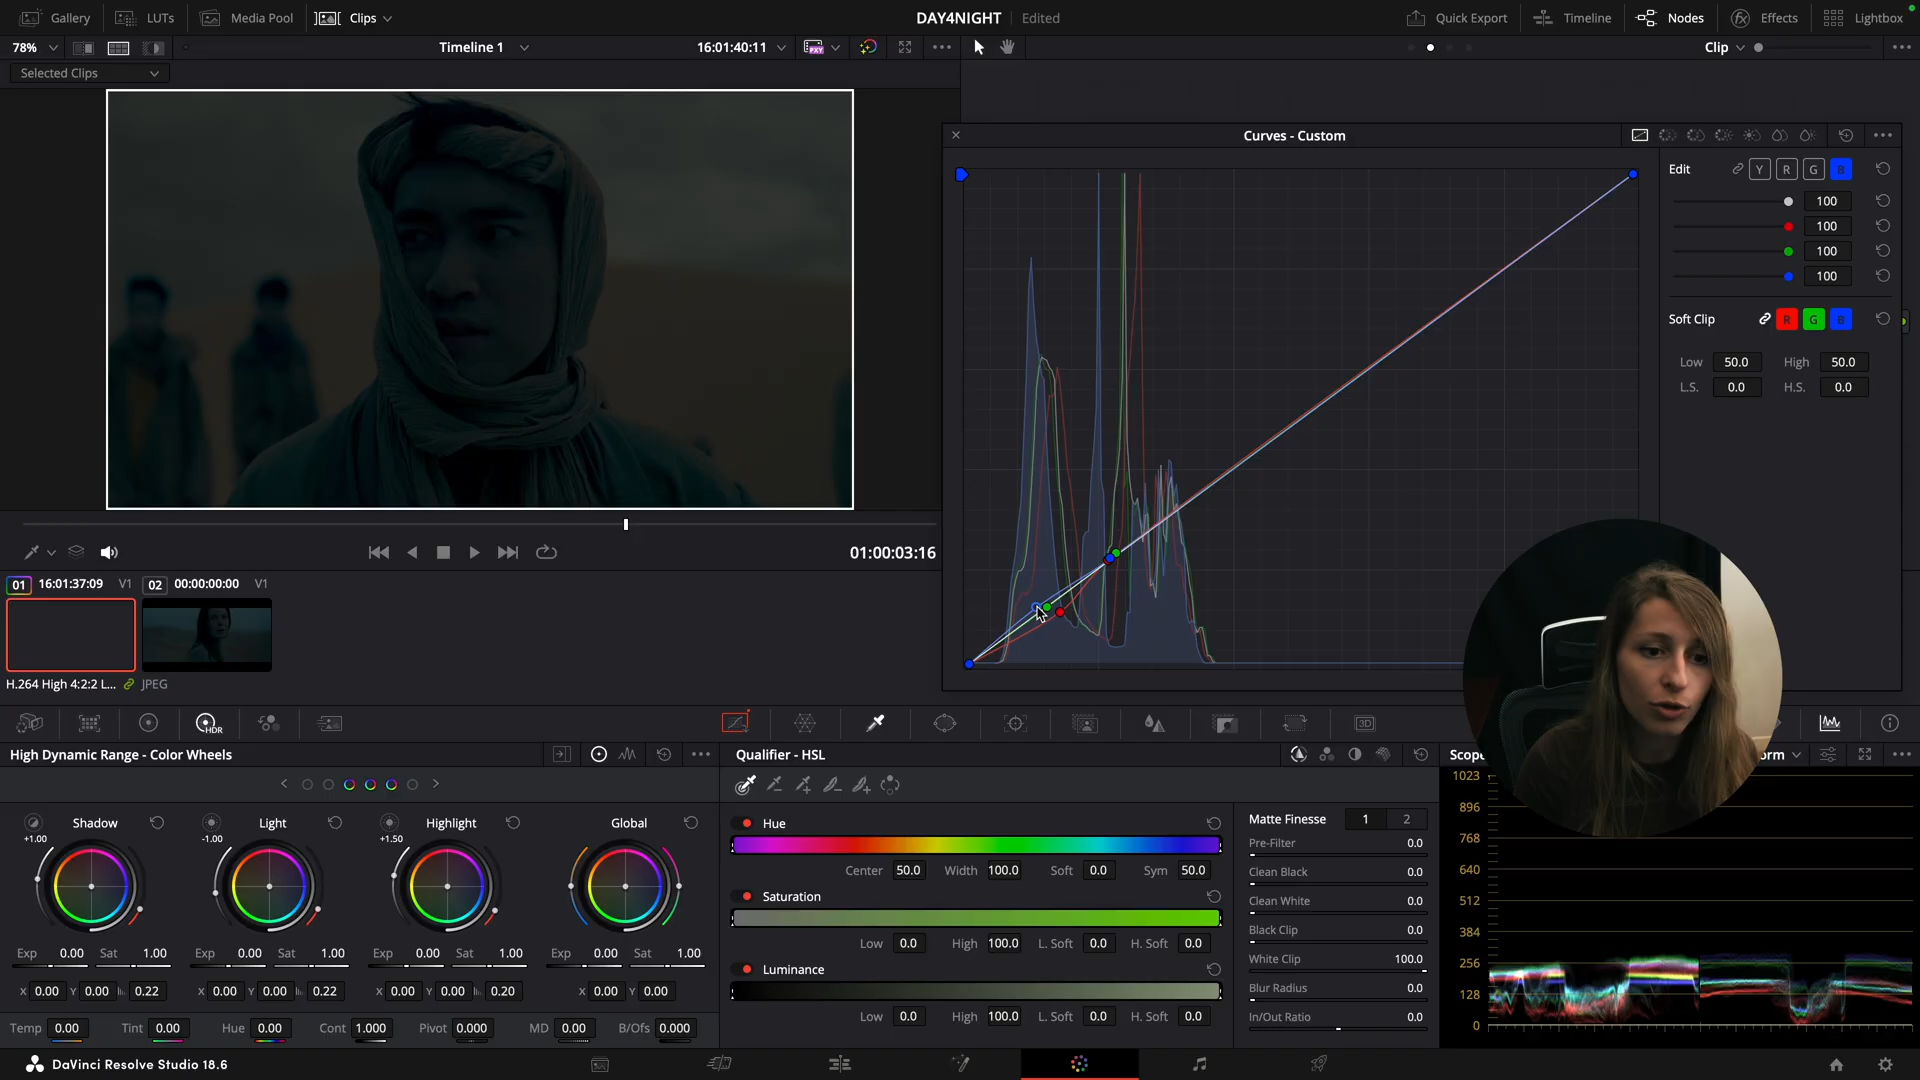 Gallery LUTs Media Pool Clips DAY4NIGHT Edited Quick Export Timeline Nodes Effects Lightbox
78% Timeline 1 16:01:40:11 PXY Clip
Selected Clips
Curves - Custom
Edit Y R G B
100
100
100
100
Soft Clip R G B
Low 50.0 High 50.0
L.S. 0.0 H.S. 0.0
01:00:03:16
01 16:01:37:09 V1 02 00:00:00:00 V1
H.264 High 4:2:2 L... JPEG
HDR
3D
High Dynamic Range - Color Wheels
Shadow Light Highlight Global
+1.00 -1.00 +1.50
Exp 0.00 Sat 1.00 Exp 0.00 Sat 1.00 Exp 0.00 Sat 1.00 Exp 0.00 Sat 1.00
X 0.00 Y 0.00 0.22 X 0.00 Y 0.00 0.22 X 0.00 Y 0.00 0.20 X 0.00 Y 0.00
Temp 0.00 Tint 0.00 Hue 0.00 Cont 1.000 Pivot 0.000 MD 0.00 B/Ofs 0.000
Qualifier - HSL
Hue
Center 50.0 Width 100.0 Soft 0.0 Sym 50.0
Saturation
Low 0.0 High 100.0 L. Soft 0.0 H. Soft 0.0
Luminance
Low 0.0 High 100.0 L. Soft 0.0 H. Soft 0.0
Matte Finesse 1 2
Pre-Filter 0.0
Clean Black 0.0
Clean White 0.0
Black Clip 0.0
White Clip 100.0
Blur Radius 0.0
In/Out Ratio 0.0
1023
896
768
640
512
384
256
128
0
DaVinci Resolve Studio 18.6